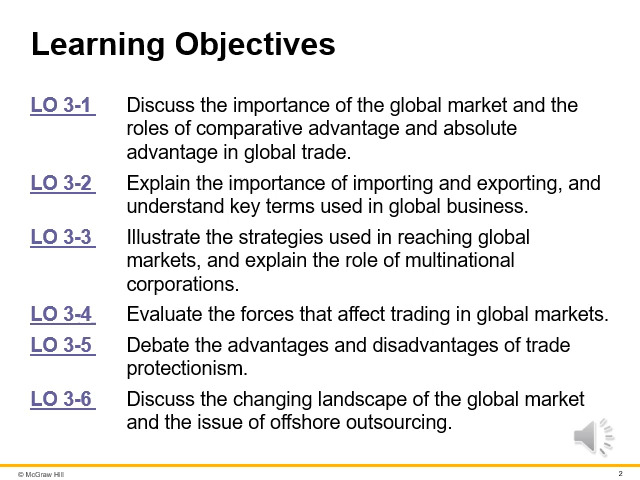 Learning Objectives
LO 3-1 Discuss the importance of the global market and the
roles of comparative advantage and absolute
advantage in global trade.
LO 3-2 Explain the importance of importing and exporting, and
understand key terms used in global business.
LO 3-3 Illustrate the strategies used in reaching global
markets, and explain the role of multinational
corporations.
LO 3-4 Evaluate the forces that affect trading in global markets.
LO 3-5 Debate the advantages and disadvantages of trade
protectionism.
LO 3-6 Discuss the changing landscape of the global market
and the issue of offshore outsourcing.
© McGraw Hill
2